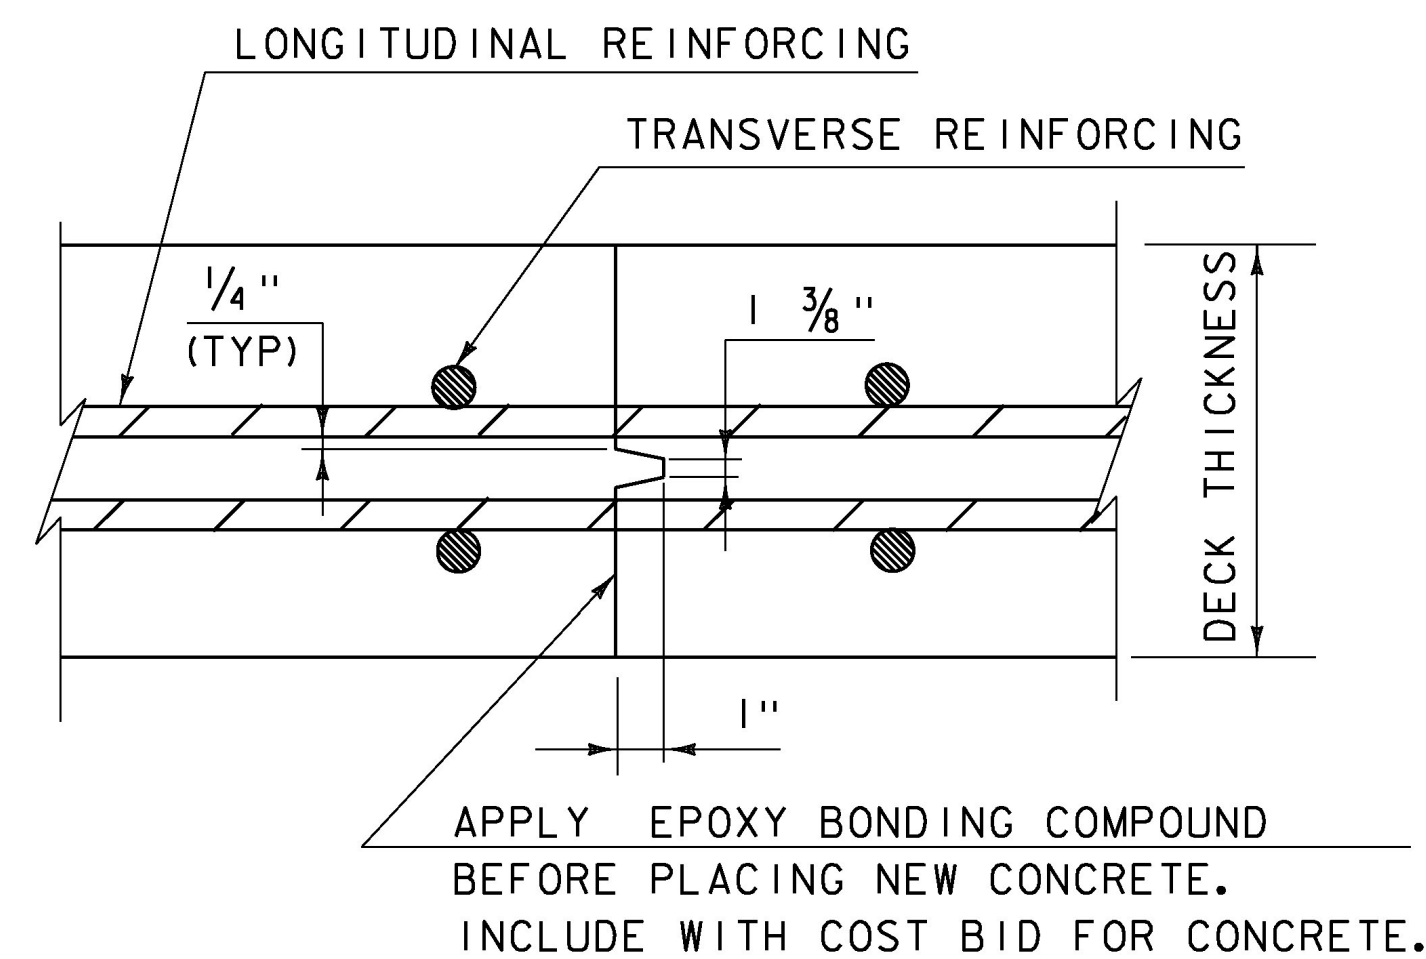 LONGITUDINAL REINFORCING
TRANSVERSE REINFORCING
1/4"
(TYP)
1 3/8"
DECK THICKNESS
1"
APPLY EPOXY BONDING COMPOUND
BEFORE PLACING NEW CONCRETE.
INCLUDE WITH COST BID FOR CONCRETE.